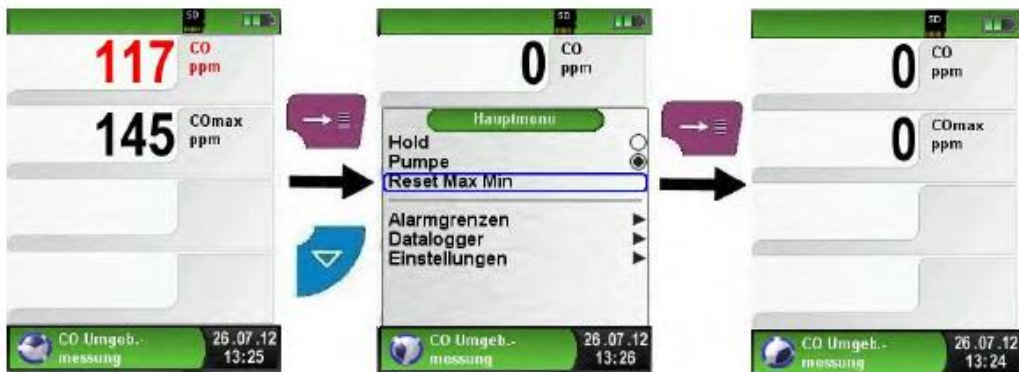 SD
117 CO
ppm
145 COmax
ppm
CO Umgeb.-
messung
26.07.12
13:25
SD
0 CO
ppm
Hauptmenu
Hold
Pumpe
Reset Max Min
Alarmgrenzen
Datalogger
Einstellungen
CO Umgeb.-
messung
26.07.12
13:26
SD
0 CO
ppm
0 COmax
ppm
CO Umgeb.-
messung
26.07.12
13:24